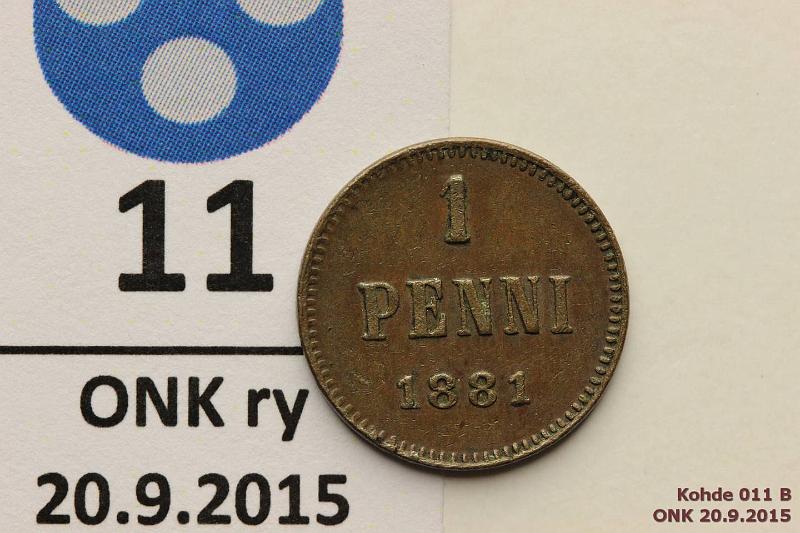 11
ONK ry
20.9.2015
1
PENNI
1881
Kohde 011 B
ONK 20.9.2015